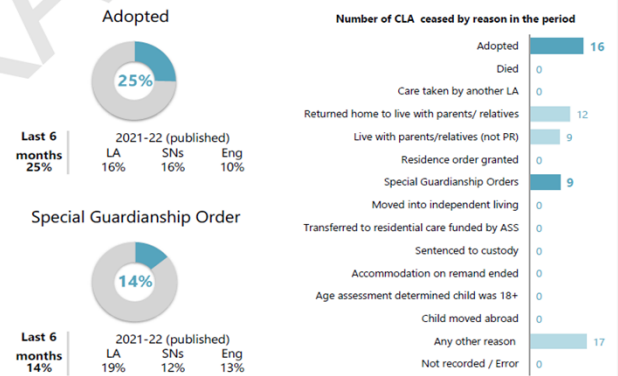 Adopted
25%
Last 6 months 25%
2021-22 (published)
LA SNs Eng
16% 16% 10%
Special Guardianship Order
14%
Last 6 months 14%
2021-22 (published)
LA SNs Eng
19% 12% 13%
Number of CLA ceased by reason in the period
Adopted 16
Died 0
Care taken by another LA 0
Returned home to live with parents/ relatives 12
Live with parents/relatives (not PR) 9
Residence order granted 0
Special Guardianship Orders 9
Moved into independent living 0
Transferred to residential care funded by ASS 0
Sentenced to custody 0
Accommodation on remand ended 0
Age assessment determined child was 18+ 0
Child moved abroad 0
Any other reason 17
Not recorded / Error 0